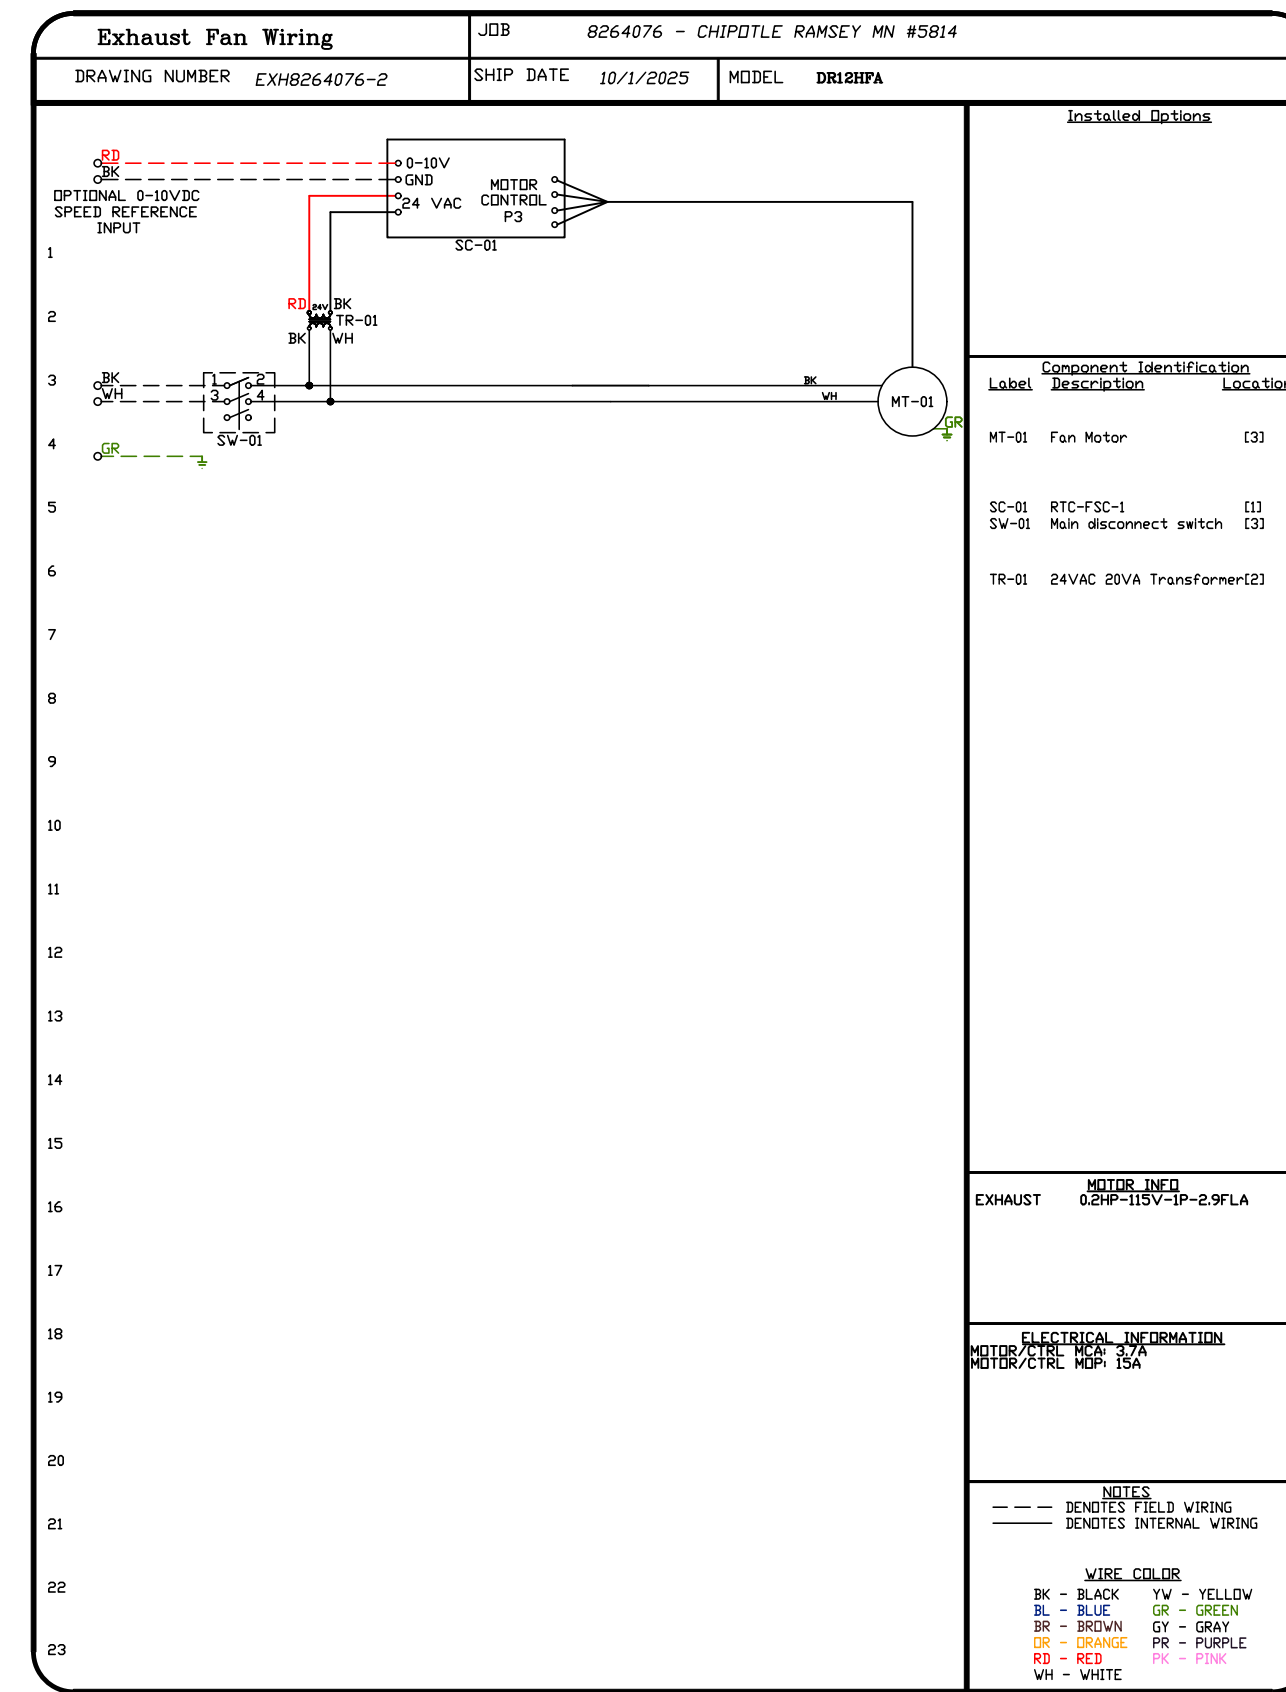 Exhaust Fan Wiring
JOB 8264076 - CHIPOTLE RAMSEY MN #5814
DRAWING NUMBER EXH8264076-2
SHIP DATE 10/1/2025
MODEL DR12HFA
RD
BK
OPTIONAL 0-10VDC
SPEED REFERENCE
INPUT
0-10V
GND
24 VAC
MOTOR
CONTROL
P3
SC-01
RD 24V BK
TR-01
BK WH
BK
WH
1 2
3 4
SW-01
GR
BK
WH
MT-01
GR
1
2
3
4
5
6
7
8
9
10
11
12
13
14
15
16
17
18
19
20
21
22
23
Installed Options
Component Identification
Label Description Location
MT-01 Fan Motor [3]
SC-01 RTC-FSC-1 [1]
SW-01 Main disconnect switch [3]
TR-01 24VAC 20VA Transformer[2]
MOTOR INFO
EXHAUST 0.2HP-115V-1P-2.9FLA
ELECTRICAL INFORMATION
MOTOR/CTRL MCA: 3.7A
MOTOR/CTRL MOP: 15A
NOTES
DENOTES FIELD WIRING
DENOTES INTERNAL WIRING
WIRE COLOR
BK - BLACK YW - YELLOW
BL - BLUE GR - GREEN
BR - BROWN GY - GRAY
OR - ORANGE PR - PURPLE
RD - RED PK - PINK
WH - WHITE